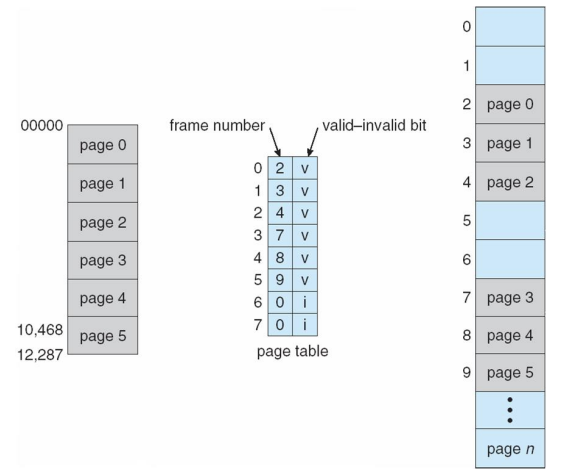 00000
page 0
page 1
page 2
page 3
page 4
10,468
page 5
12,287
frame number
valid–invalid bit
0 2 v
1 3 v
2 4 v
3 7 v
4 8 v
5 9 v
6 0 i
7 0 i
page table
0
1
2 page 0
3 page 1
4 page 2
5
6
7 page 3
8 page 4
9 page 5
page n